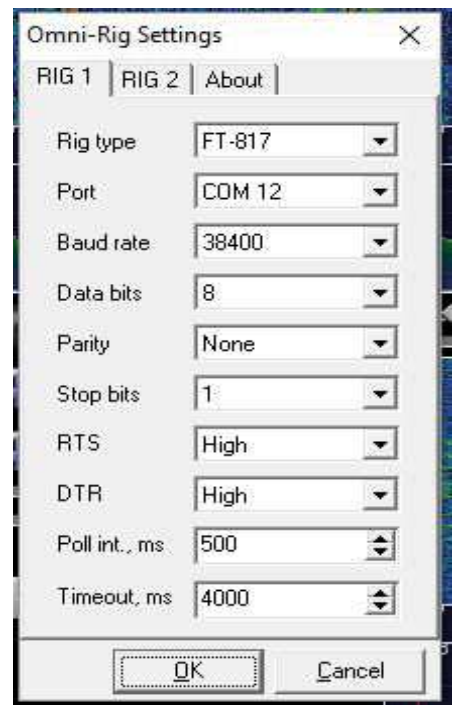 Omni-Rig Settings
RIG 1 RIG 2 About
Rig type FT-817
Port COM 12
Baud rate 38400
Data bits 8
Parity None
Stop bits 1
RTS High
DTR High
Poll int., ms 500
Timeout, ms 4000
OK Cancel